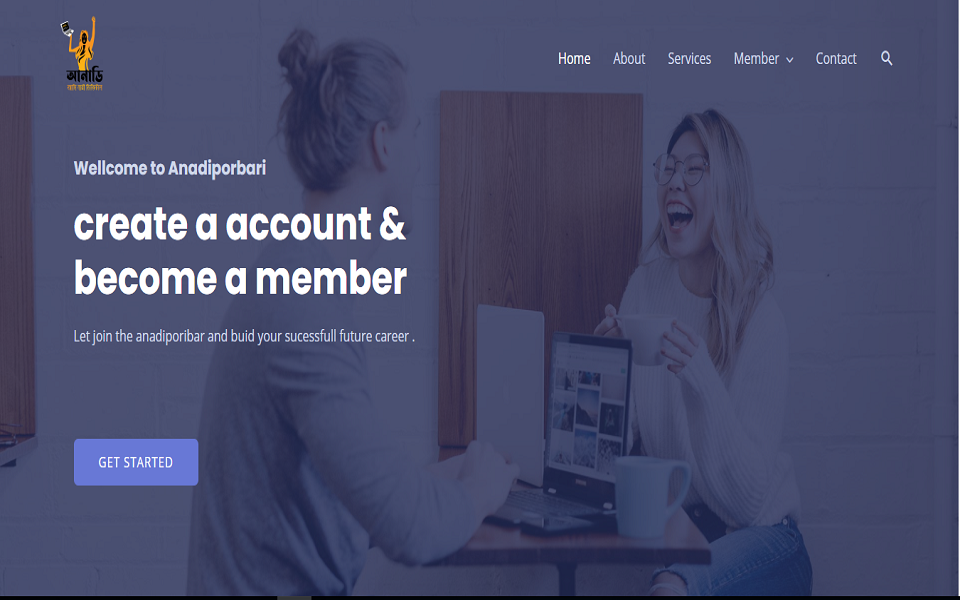 আনাড়ি
Home About Services Member Contact
Wellcome to Anadiporbari
create a account &
become a member
Let join the anadiporibar and buid your sucessfull future career .
GET STARTED